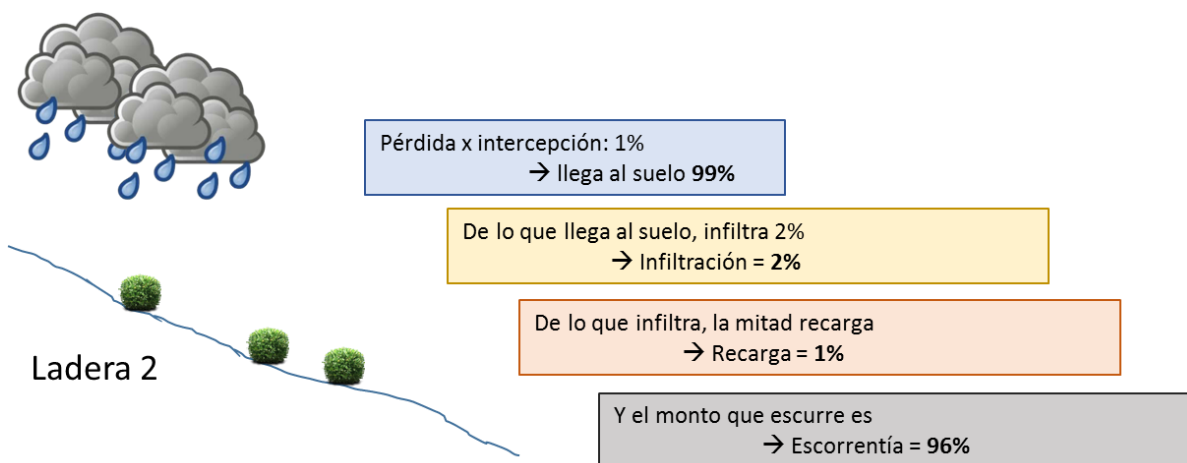 Pérdida x intercepción: 1%
→ llega al suelo 99%
De lo que llega al suelo, infiltra 2%
→ Infiltración = 2%
De lo que infiltra, la mitad recarga
→ Recarga = 1%
Ladera 2
Y el monto que escurre es
→ Escorrentía = 96%